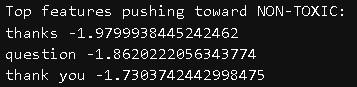 Top features pushing toward NON-TOXIC:
thanks -1.9799938445242462
question -1.8620222056343774
thank you -1.7303742442998475